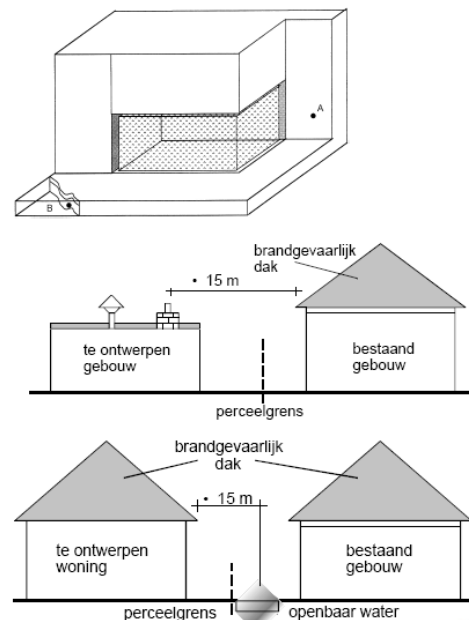 A
B
brandgevaarlijk
dak
• 15 m
te ontwerpen
gebouw
bestaand
gebouw
perceelgrens
brandgevaarlijk
dak
• 15 m
te ontwerpen
woning
bestaand
gebouw
perceelgrens
openbaar water